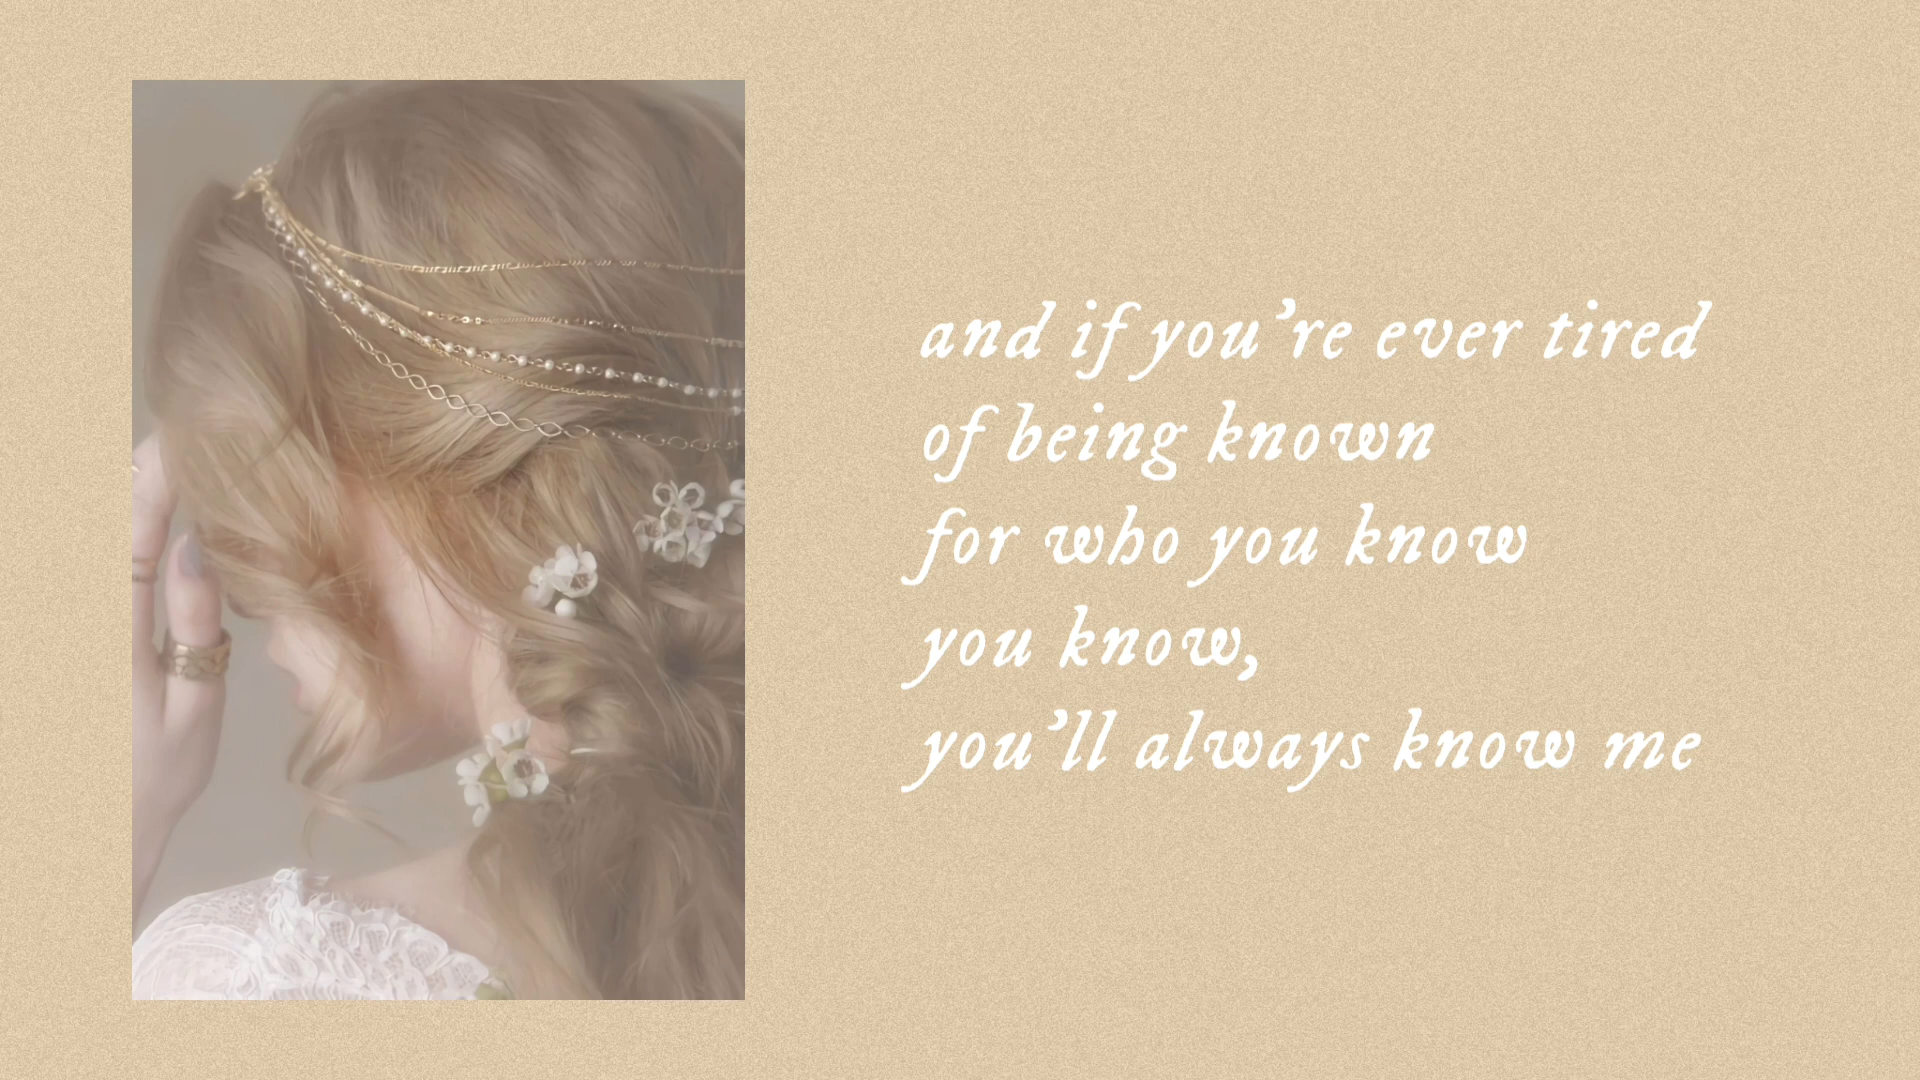 and if you’re ever tired
of being known
for who you know
you know,
you’ll always know me